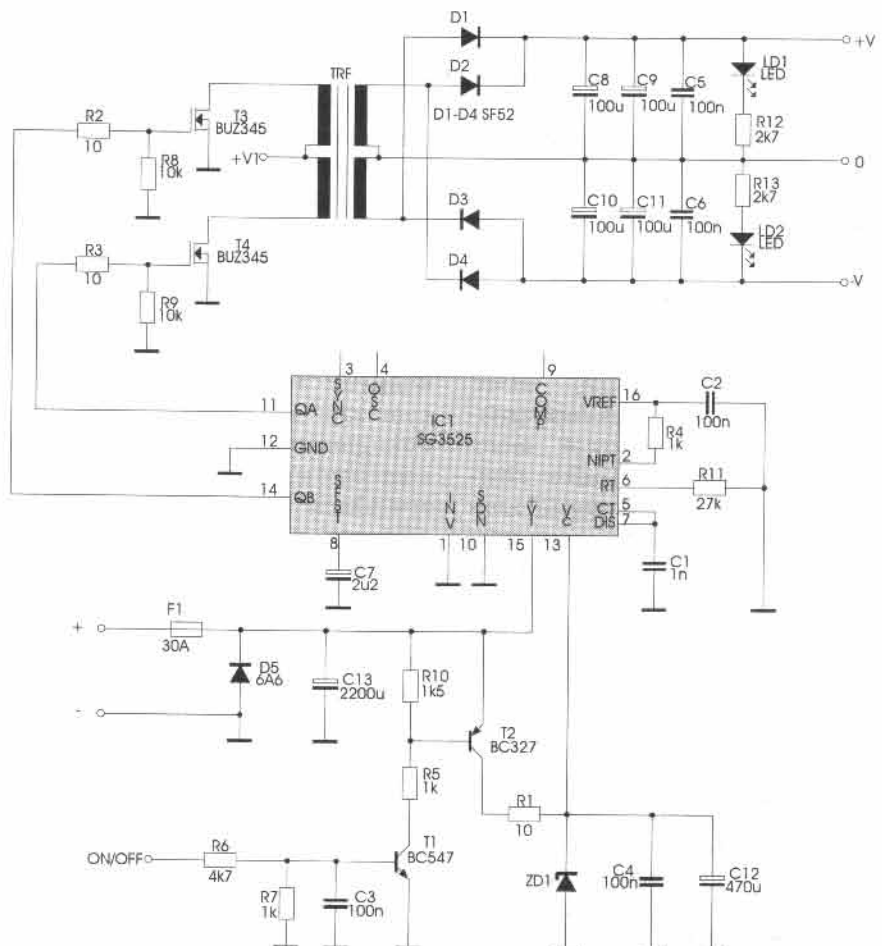 D1
+V
TRF
D2
C8
100u
C9
100u
C5
100n
LD1
LED
D1-D4 SF52
R2
10
T3
BUZ345
R12
2k7
R8
10k
+V1
0
R13
2k7
D3
C10
100u
C11
100u
C6
100n
R3
10
T4
BUZ345
LD2
LED
D4
-V
R9
10k
3
4
9
SYNC
OSC
COMP
VREF
16
C2
100n
11
QA
IC1
SG3525
R4
1k
12
GND
NIPT
2
RT
6
R11
27k
14
QB
SFST
INV
SDN
+VI
VC
CT
5
DIS
7
8
1
10
15
13
C1
1n
C7
2u2
F1
30A
+
D5
6A6
C13
2200u
R10
1k5
-
T2
BC327
R5
1k
R1
10
ON/OFF
R6
4k7
T1
BC547
R7
1k
C3
100n
ZD1
C4
100n
C12
470u